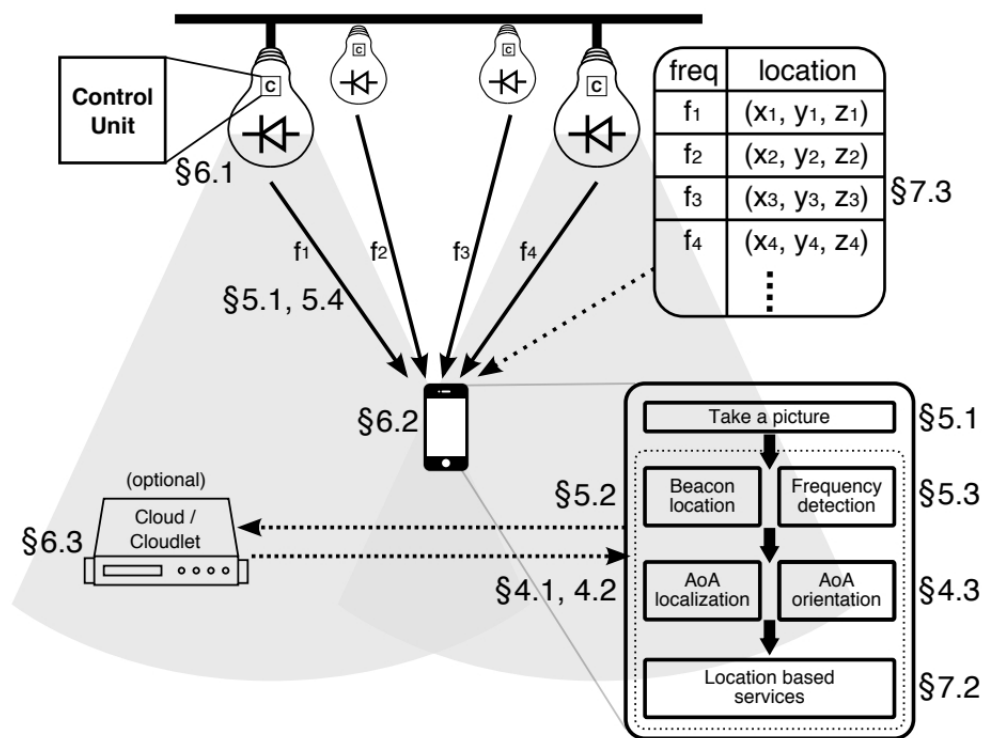 Control
Unit
C
C
C
C
§6.1
freq location
f1 (x1, y1, z1)
f2 (x2, y2, z2)
f3 (x3, y3, z3)
f4 (x4, y4, z4)
§7.3
f1
f2
f3
f4
§5.1, 5.4
§6.2
Take a picture
§5.1
§5.2
Beacon
location
Frequency
detection
§5.3
(optional)
Cloud /
Cloudlet
§6.3
§4.1, 4.2
AoA
localization
AoA
orientation
§4.3
Location based
services
§7.2